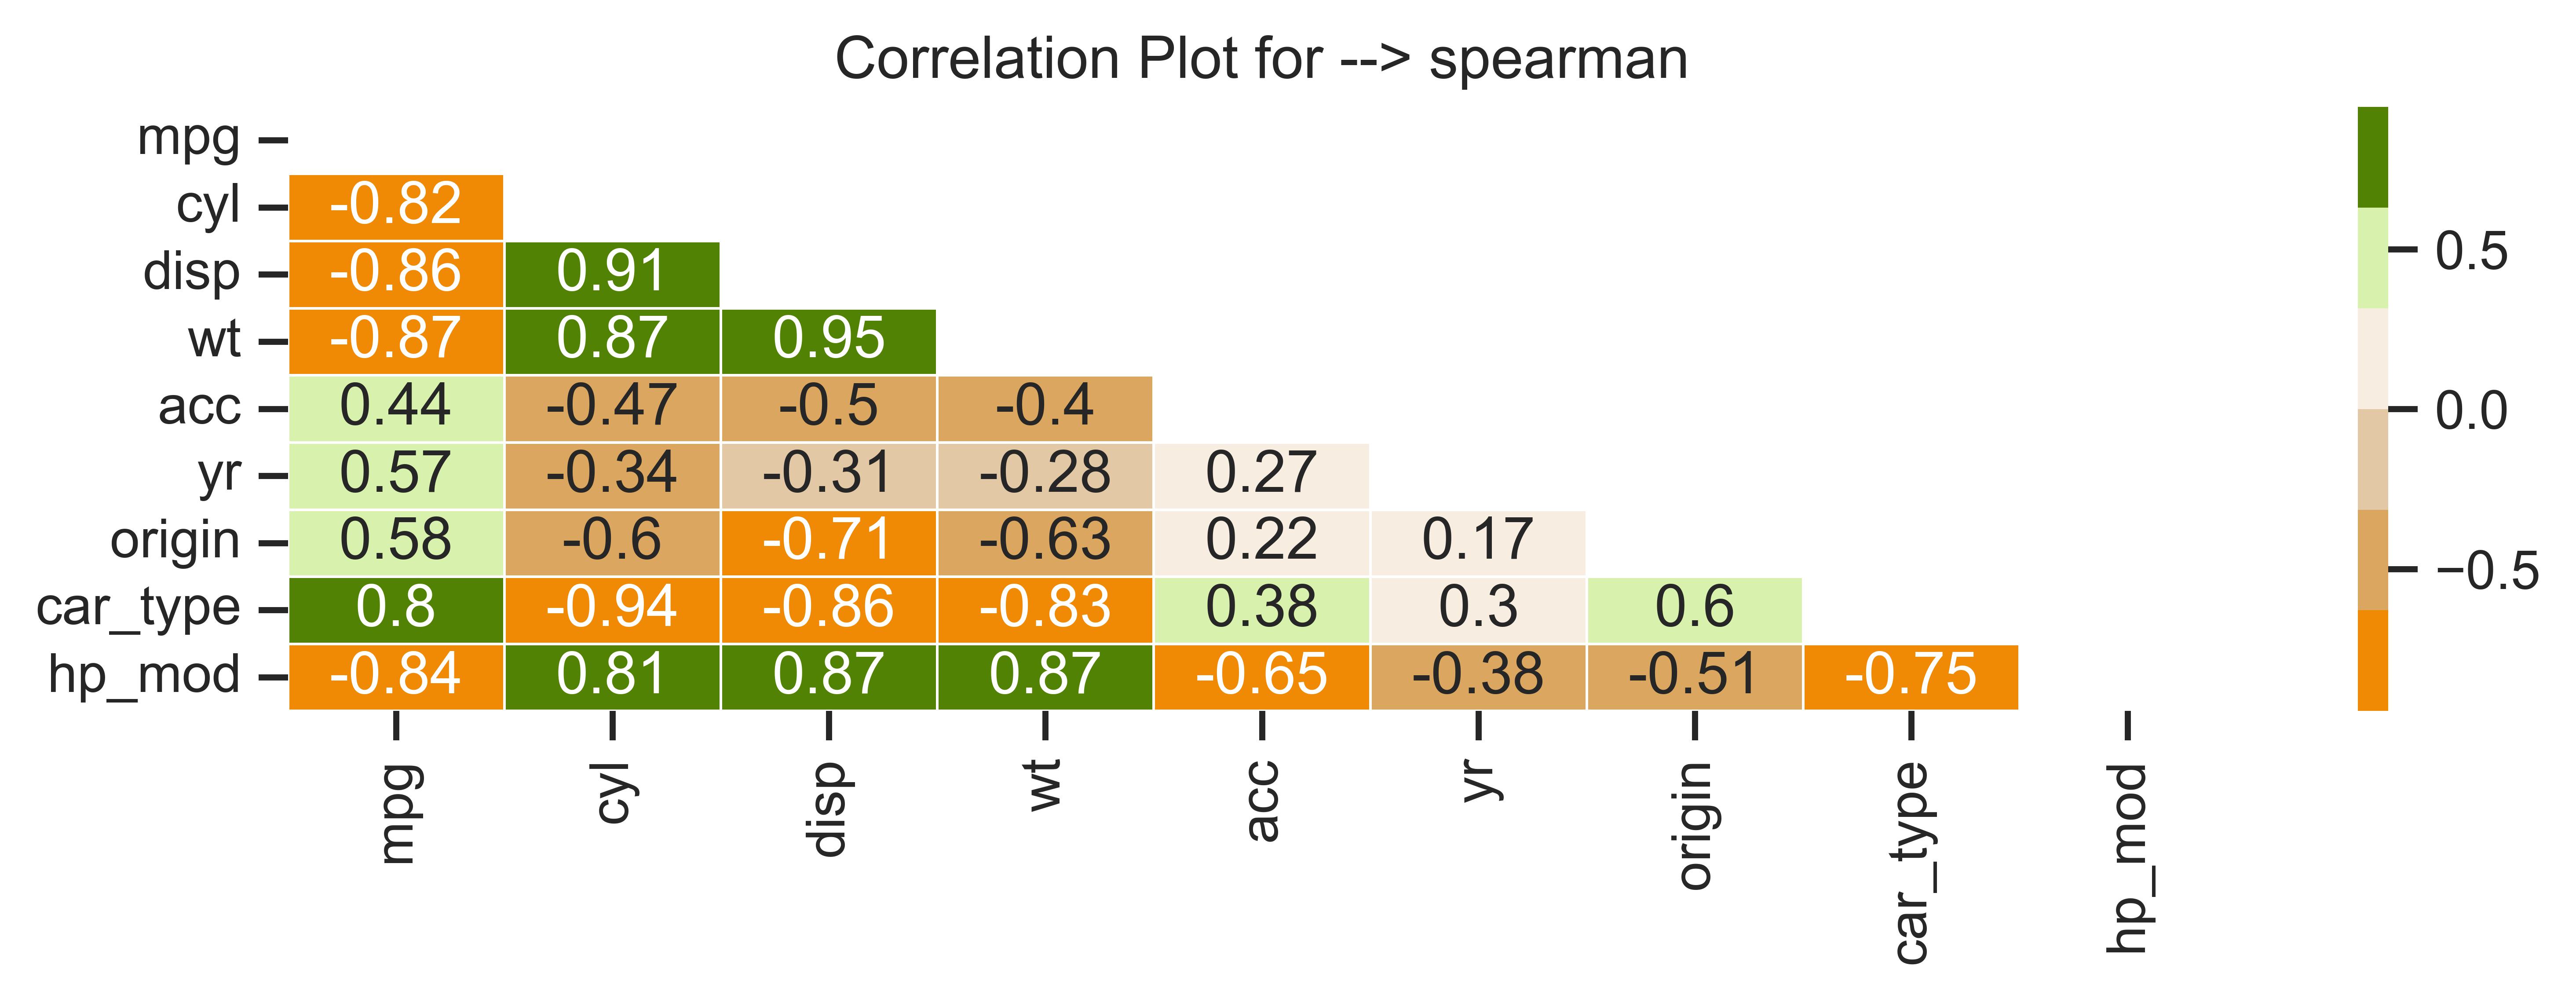 Correlation Plot for --> spearman
mpg
cyl -0.82
disp -0.86 0.91
wt -0.87 0.87 0.95
acc 0.44 -0.47 -0.5 -0.4
yr 0.57 -0.34 -0.31 -0.28 0.27
origin 0.58 -0.6 -0.71 -0.63 0.22 0.17
car_type 0.8 -0.94 -0.86 -0.83 0.38 0.3 0.6
hp_mod -0.84 0.81 0.87 0.87 -0.65 -0.38 -0.51 -0.75
mpg cyl disp wt acc yr origin car_type hp_mod
0.5
0.0
−0.5